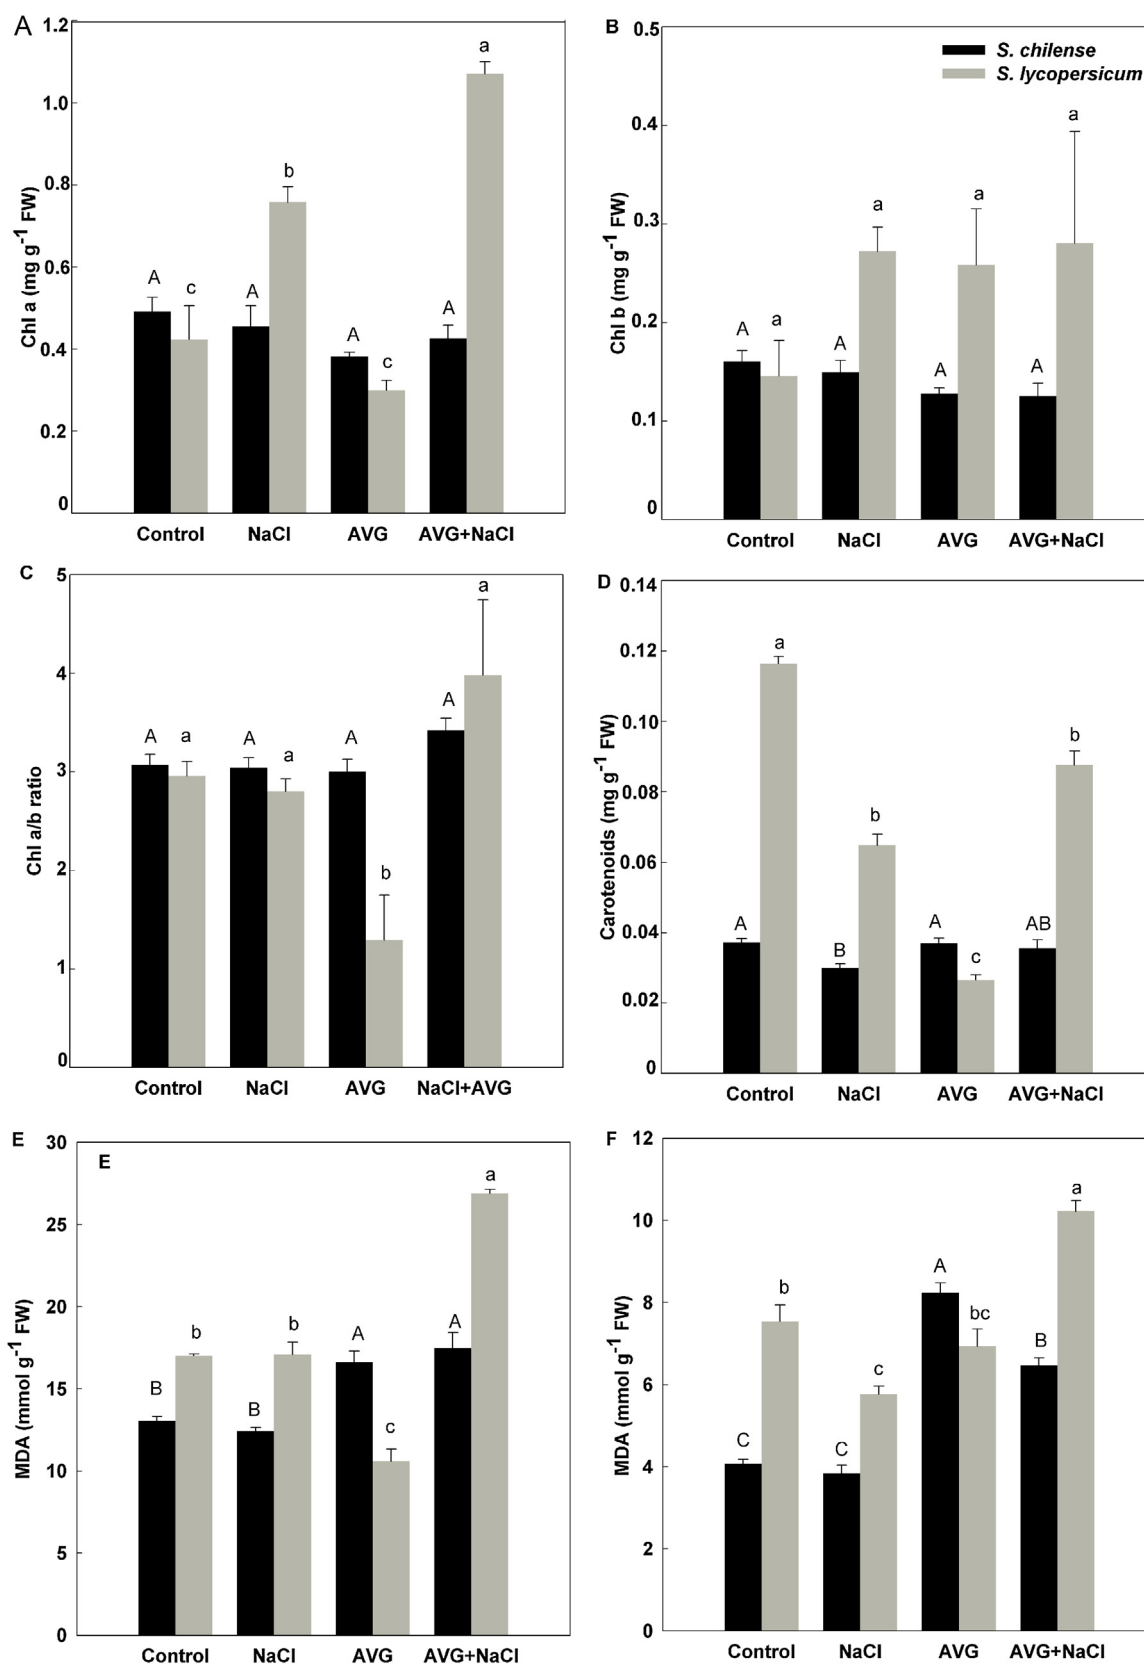 A
Chl a (mg g⁻¹ FW)
1.2
1.0
0.8
0.6
0.4
0.2
0
A
c
A
b
A
c
A
a
Control NaCl AVG AVG+NaCl
B
Chl b (mg g⁻¹ FW)
0.5
0.4
0.3
0.2
0.1
0
S. chilense
S. lycopersicum
A
a
A
a
A
a
A
a
Control NaCl AVG AVG+NaCl
C
Chl a/b ratio
5
4
3
2
1
0
A
a
A
a
A
b
A
a
Control NaCl AVG NaCl+AVG
D
Carotenoids (mg g⁻¹ FW)
0.14
0.12
0.10
0.08
0.06
0.04
0.02
0
A
a
B
b
A
c
AB
b
Control NaCl AVG AVG+NaCl
E
E
MDA (mmol g⁻¹ FW)
30
25
20
15
10
5
0
B
b
B
b
A
c
A
a
Control NaCl AVG AVG+NaCl
F
MDA (mmol g⁻¹ FW)
12
10
8
6
4
2
0
C
b
C
c
A
bc
B
a
Control NaCl AVG AVG+NaCl